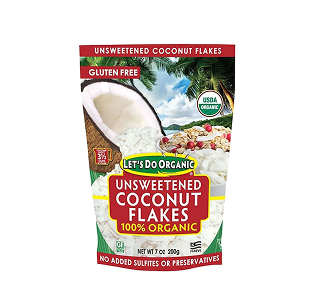 UNSWEETENED COCONUT FLAKES
GLUTEN FREE
USDA
ORGANIC
LET'S DO ORGANIC
UNSWEETENED
COCONUT
FLAKES
100% ORGANIC
GF
NET WT 7 oz 200g
NO ADDED SULFITES OR PRESERVATIVES